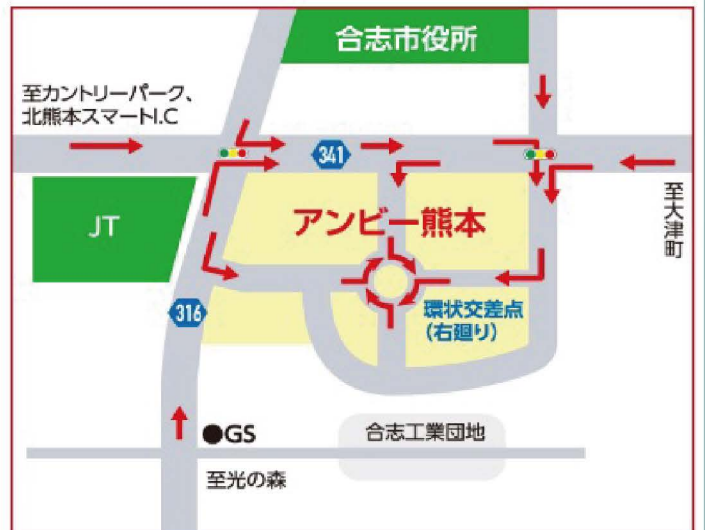 合志市役所
至カントリーパーク、
北熊本スマートI.C
341
JT
アンビー熊本
至大津町
316
環状交差点
(右廻り)
●GS
合志工業団地
至光の森